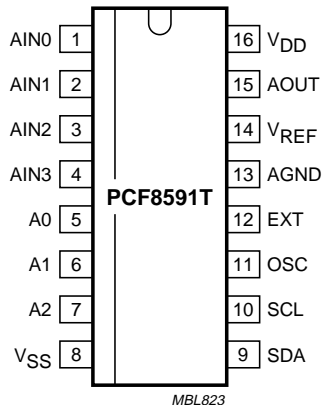 AIN0 1 16 VDD
AIN1 2 15 AOUT
AIN2 3 14 VREF
AIN3 4 13 AGND
PCF8591T
A0 5 12 EXT
A1 6 11 OSC
A2 7 10 SCL
VSS 8 9 SDA
MBL823